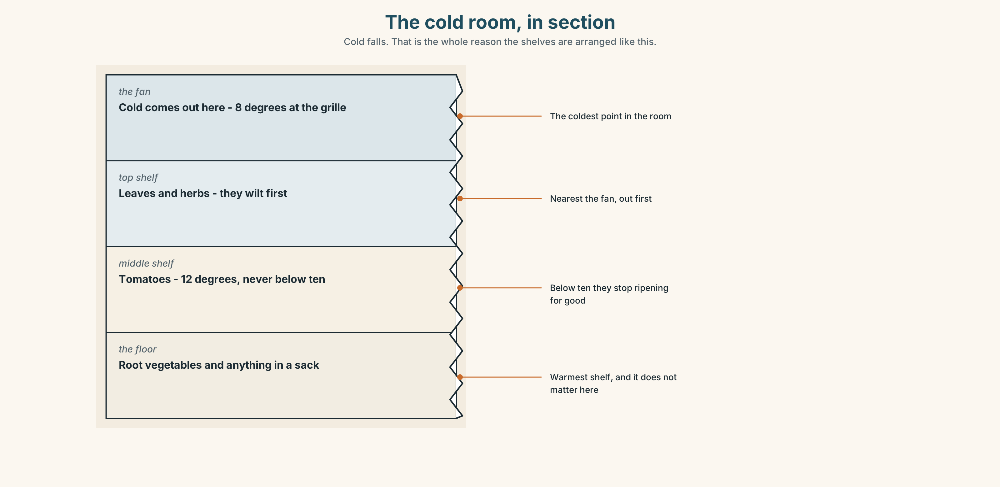 The cold room, in section
Cold falls. That is the whole reason the shelves are arranged like this.
the fan
Cold comes out here - 8 degrees at the grille
The coldest point in the room
top shelf
Leaves and herbs - they wilt first
Nearest the fan, out first
middle shelf
Tomatoes - 12 degrees, never below ten
Below ten they stop ripening
for good
the floor
Root vegetables and anything in a sack
Warmest shelf, and it does not
matter here